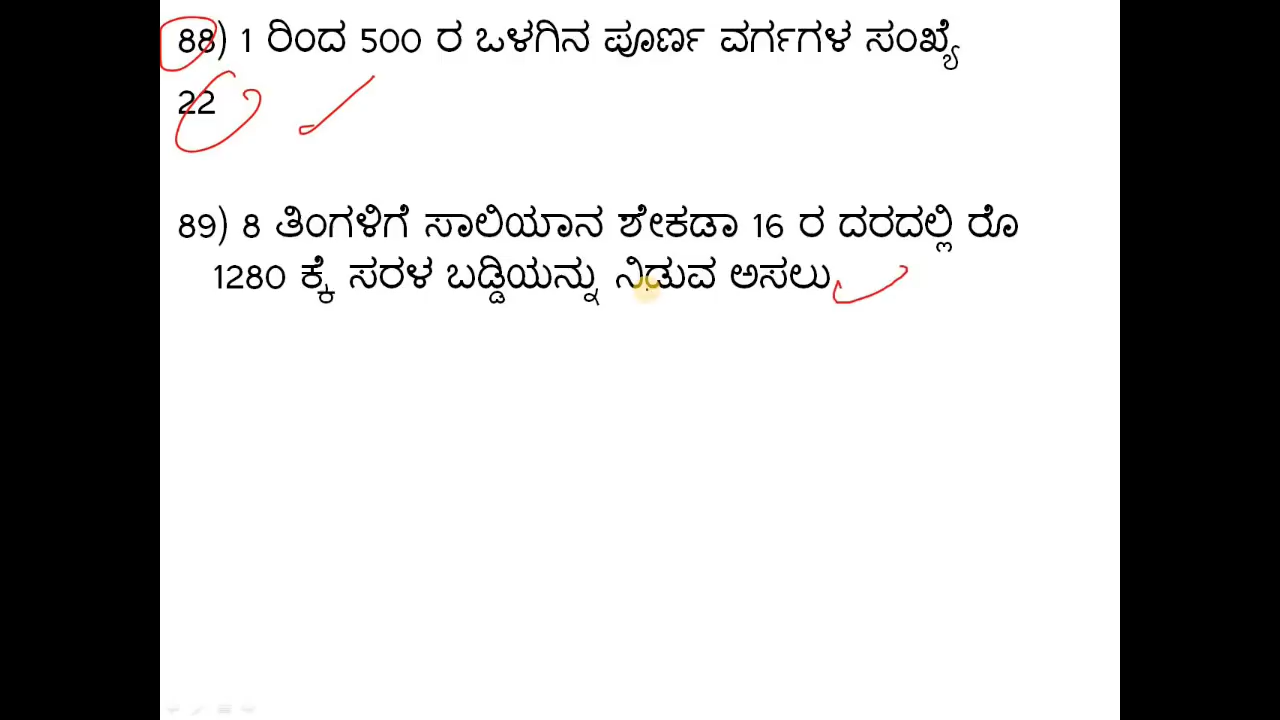 88) 1 ರಿಂದ 500 ರ ಒಳಗಿನ ಪೂರ್ಣ ವರ್ಗಗಳ ಸಂಖ್ಯೆ
22
89) 8 ತಿಂಗಳಿಗೆ ಸಾಲಿಯಾನ ಶೇಕಡಾ 16 ರ ದರದಲ್ಲಿ ರೊ
1280 ಕ್ಕೆ ಸರಳ ಬಡ್ಡಿಯನ್ನು ನಿಡುವ ಅಸಲು